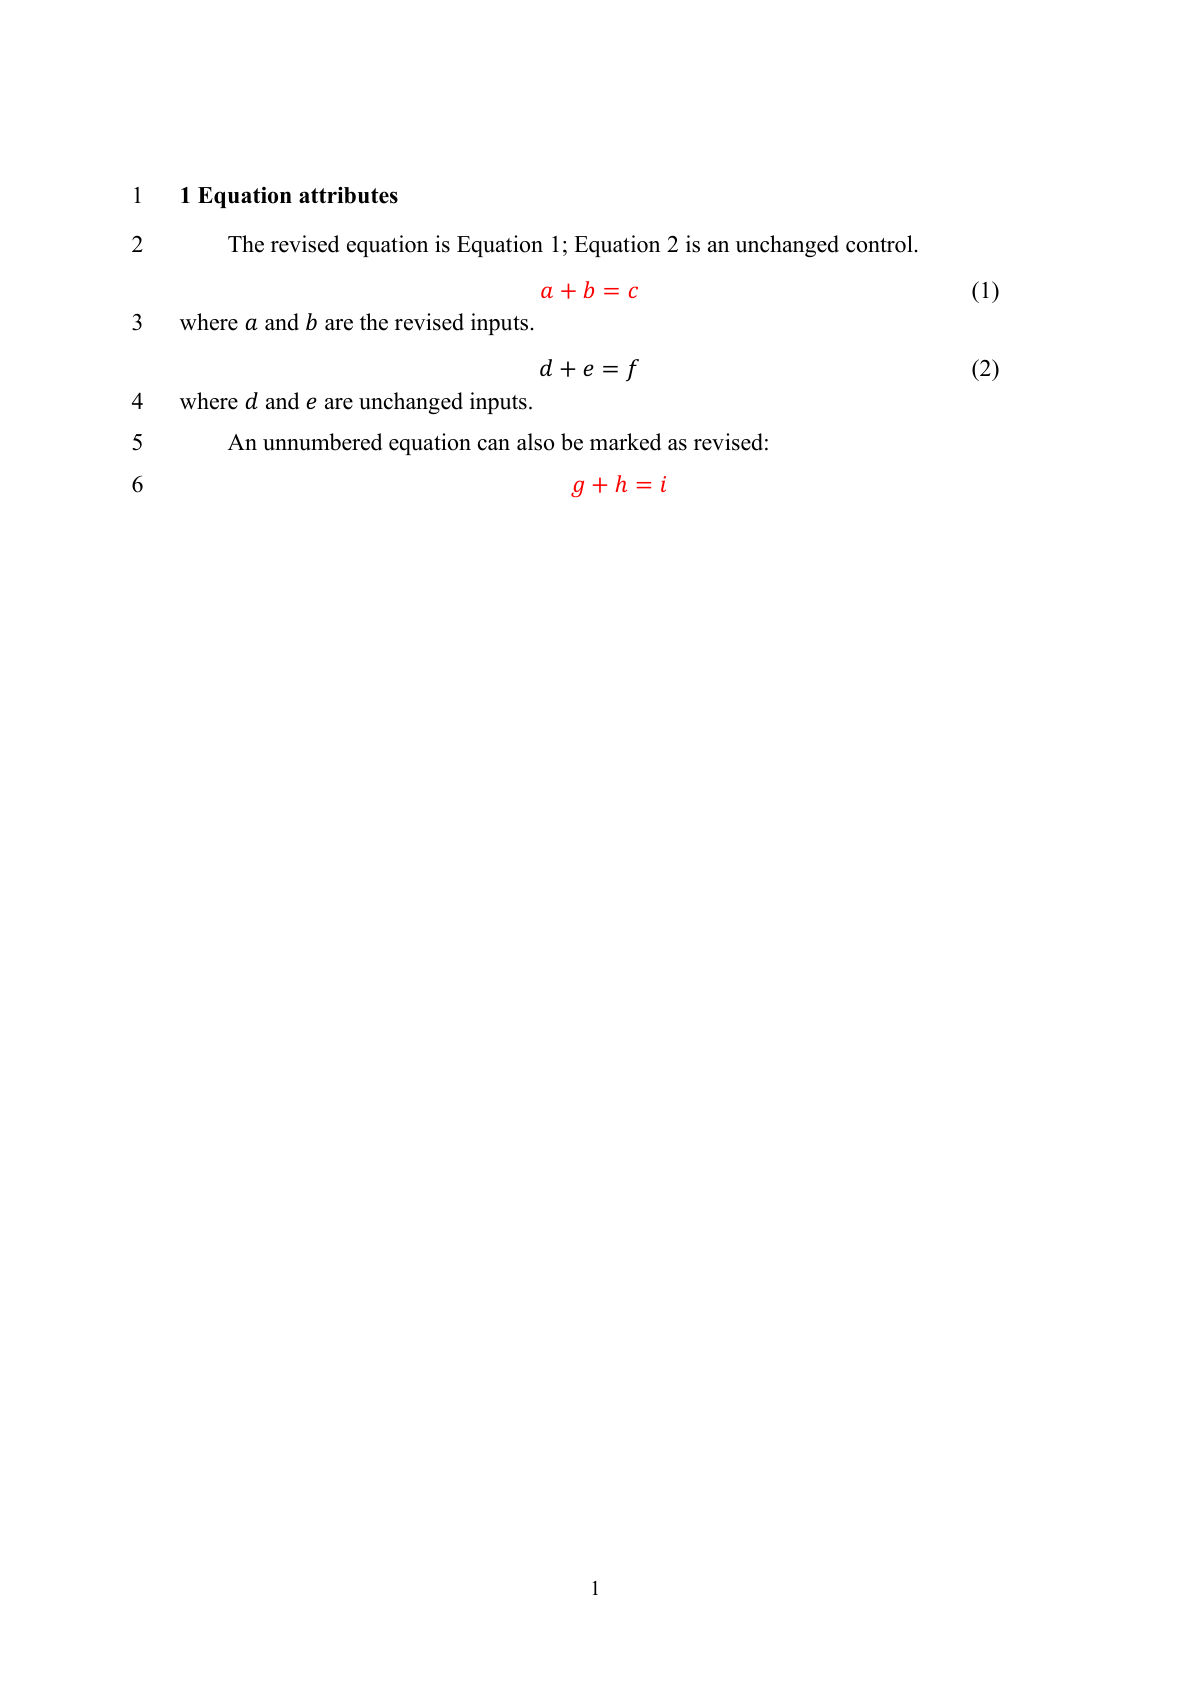 1 1 Equation attributes
2 The revised equation is Equation 1; Equation 2 is an unchanged control.
a + b = c (1)
3 where a and b are the revised inputs.
d + e = f (2)
4 where d and e are unchanged inputs.
5 An unnumbered equation can also be marked as revised:
6 g + h = i
1